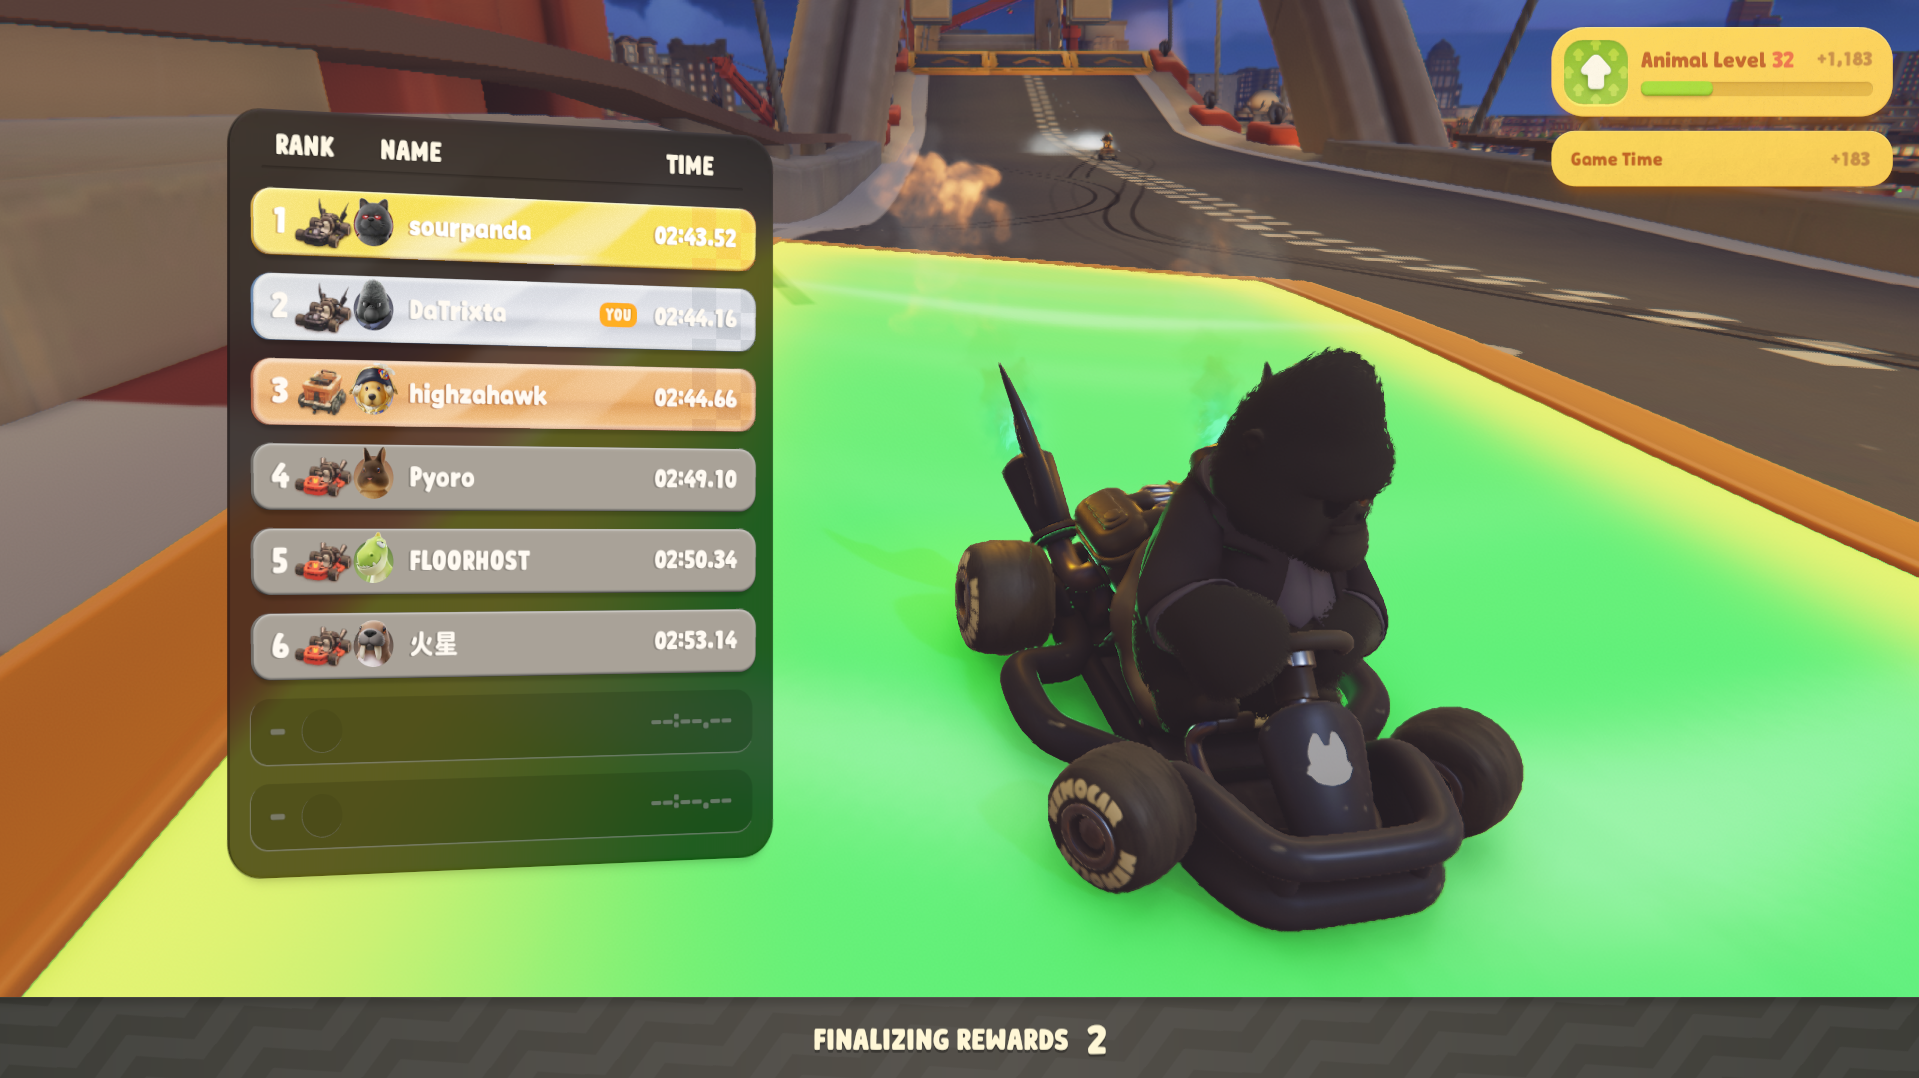 RANK NAME TIME
1 sourpanda 02:43.52
2 DaTrixta YOU 02:44.16
3 highzahawk 02:44.66
4 Pyoro 02:49.10
5 FLOORHOST 02:50.34
6 火星 02:53.14
- --:--.--
- --:--.--
Animal Level 32 +1,183
Game Time +183
FINALIZING REWARDS 2